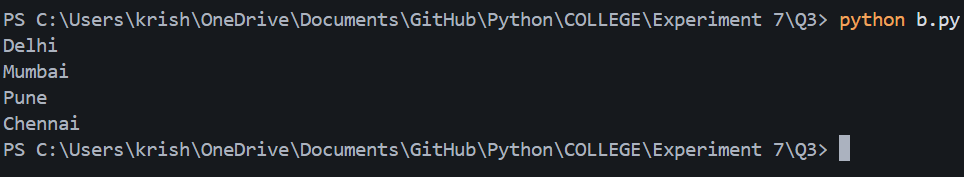 PS C:\Users\krish\OneDrive\Documents\GitHub\Python\COLLEGE\Experiment 7\Q3> python b.py
Delhi
Mumbai
Pune
Chennai
PS C:\Users\krish\OneDrive\Documents\GitHub\Python\COLLEGE\Experiment 7\Q3>